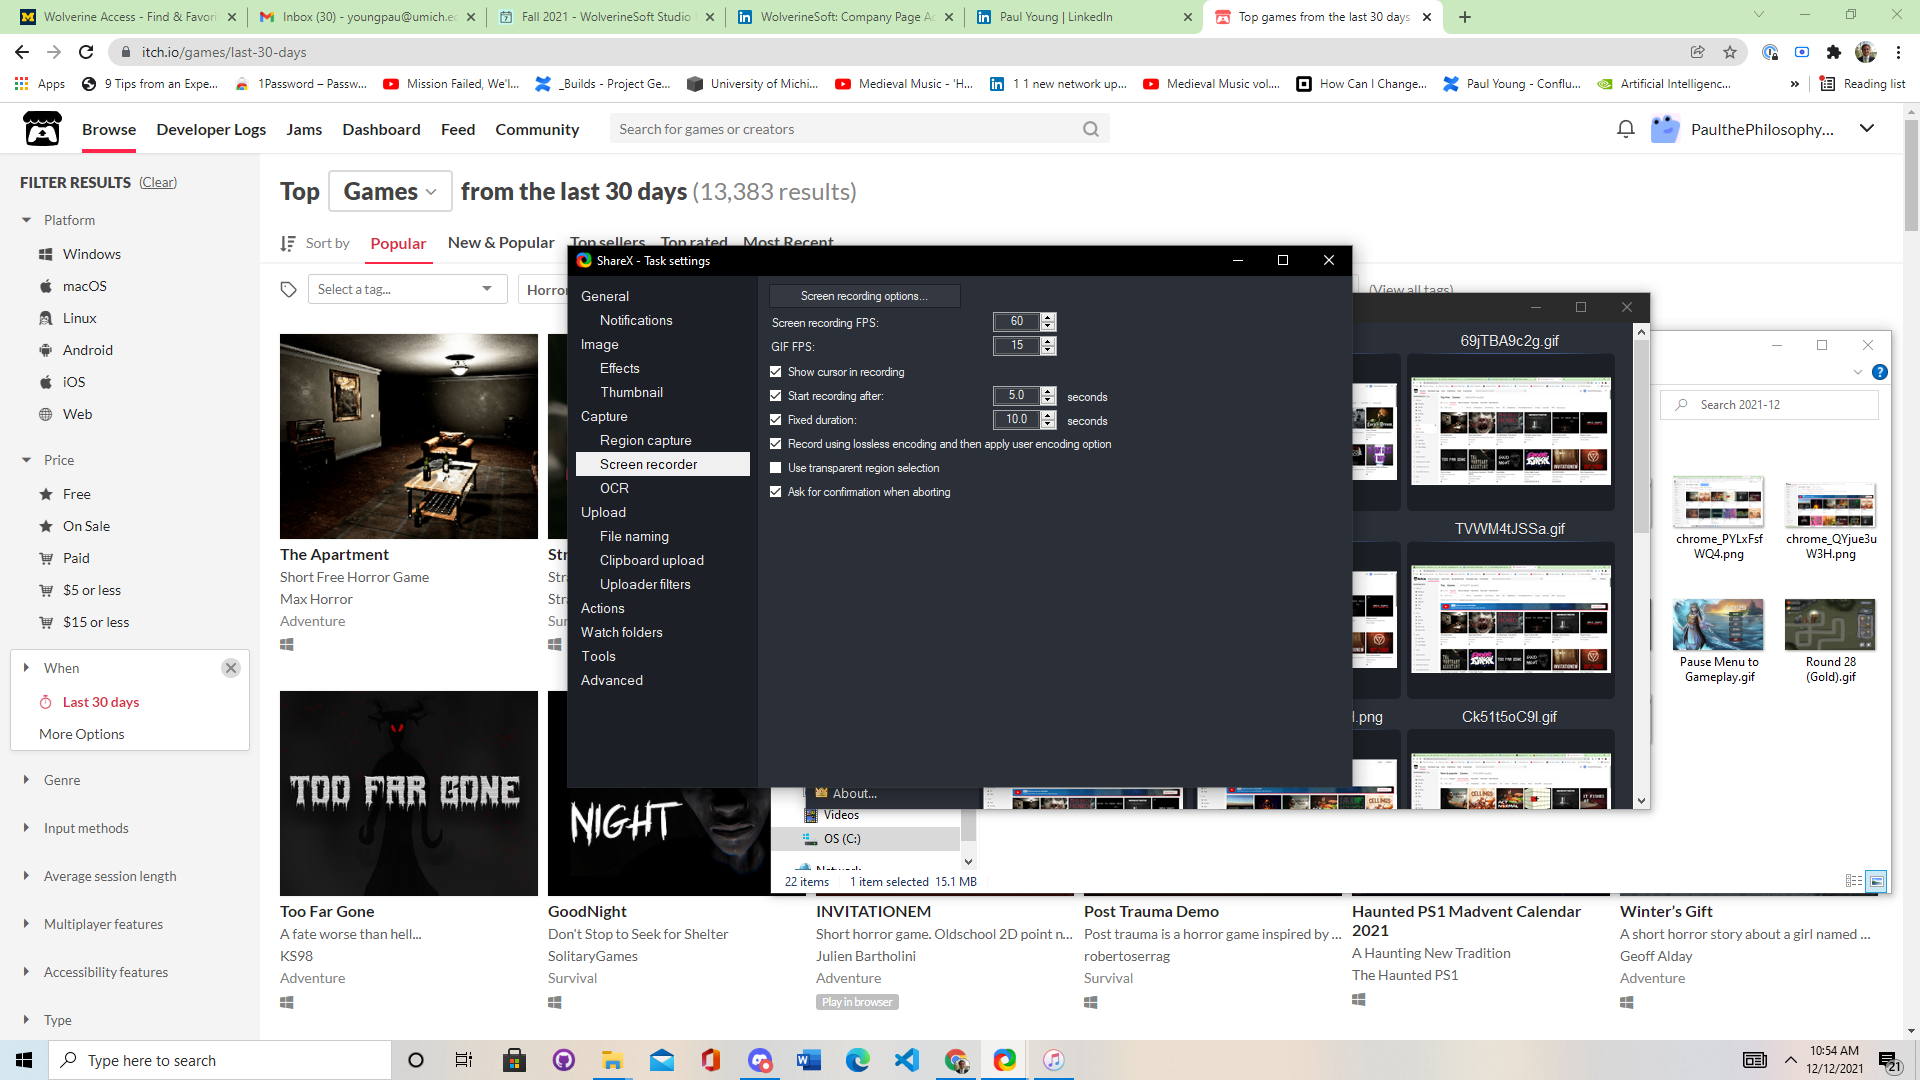 Wolverine Access - Find & Favori
Inbox (30) - youngpau@umich.ed
Fall 2021 - WolverineSoft Studio
WolverineSoft: Company Page Ad
Paul Young | LinkedIn
Top games from the last 30 days
itch.io/games/last-30-days
Apps
9 Tips from an Expe...
1Password – Passw...
Mission Failed, We'l...
_Builds - Project Ge...
University of Michi...
Medieval Music - 'H...
1 1 new network up...
Medieval Music vol....
How Can I Change...
Paul Young - Conflu...
Artificial Intelligenc...
»
Reading list
Browse
Developer Logs
Jams
Dashboard
Feed
Community
Search for games or creators
PaulthePhilosophy...
FILTER RESULTS (Clear)
Platform
Windows
macOS
Linux
Android
iOS
Web
Price
Free
On Sale
Paid
$5 or less
$15 or less
When
Last 30 days
More Options
Genre
Input methods
Average session length
Multiplayer features
Accessibility features
Type
Top Games from the last 30 days (13,383 results)
Sort by
Popular
New & Popular
Top sellers
Top rated
Most Recent
Select a tag...
Horror
(View all tags)
The Apartment
Short Free Horror Game
Max Horror
Adventure
Str
Stra
Stra
Sur
ShareX - Task settings
General
Notifications
Image
Effects
Thumbnail
Capture
Region capture
Screen recorder
OCR
Upload
File naming
Clipboard upload
Uploader filters
Actions
Watch folders
Tools
Advanced
Screen recording options...
Screen recording FPS: 60
GIF FPS: 15
Show cursor in recording
Start recording after: 5.0 seconds
Fixed duration: 10.0 seconds
Record using lossless encoding and then apply user encoding option
Use transparent region selection
Ask for confirmation when aborting
69jTBA9c2g.gif
TVWM4tJSSa.gif
l.png
Ck51t5oC9l.gif
Search 2021-12
chrome_PYLxFsf
WQ4.png
chrome_QYjue3u
W3H.png
Pause Menu to
Gameplay.gif
Round 28
(Gold).gif
About...
Videos
OS (C:)
Network
22 items
1 item selected 15.1 MB
TOO FAR GONE
NIGHT
Too Far Gone
A fate worse than hell...
KS98
Adventure
GoodNight
Don't Stop to Seek for Shelter
SolitaryGames
Survival
INVITATIONEM
Short horror game. Oldschool 2D point n...
Julien Bartholini
Adventure
Play in browser
Post Trauma Demo
Post trauma is a horror game inspired by ...
robertoserrag
Survival
Haunted PS1 Madvent Calendar
2021
A Haunting New Tradition
The Haunted PS1
Winter's Gift
A short horror story about a girl named ...
Geoff Alday
Adventure
Type here to search
10:54 AM
12/12/2021
21